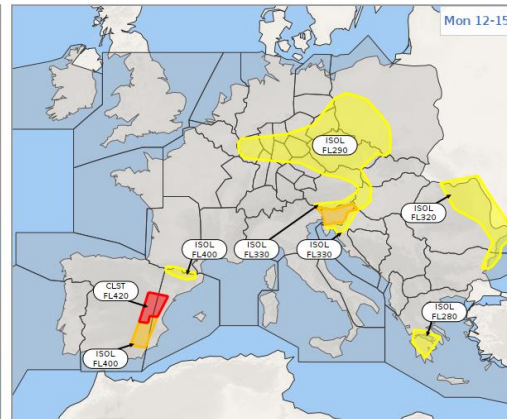 Mon 12-15
ISOL
FL290
ISOL
FL320
ISOL
FL400
ISOL
FL330
ISOL
FL330
CLST
FL420
ISOL
FL280
ISOL
FL400